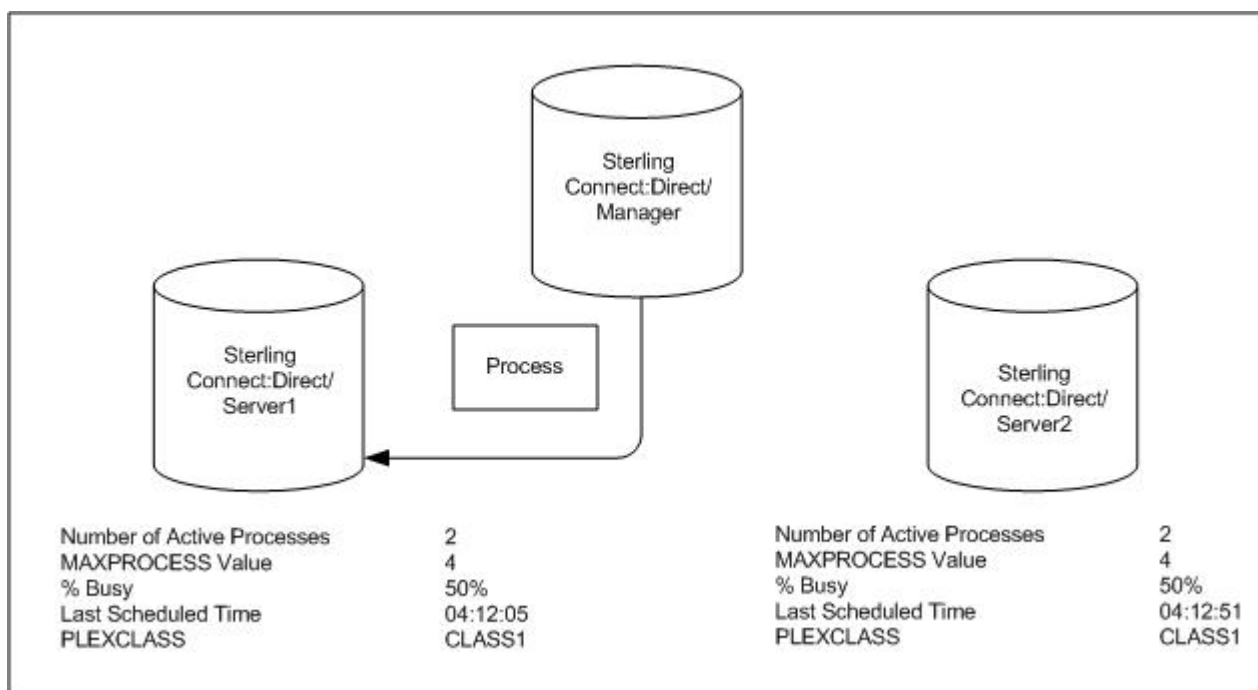 Sterling
Connect:Direct/
Manager
Process
Sterling
Connect:Direct/
Server1
Sterling
Connect:Direct/
Server2
Number of Active Processes 2
MAXPROCESS Value 4
% Busy 50%
Last Scheduled Time 04:12:05
PLEXCLASS CLASS1
Number of Active Processes 2
MAXPROCESS Value 4
% Busy 50%
Last Scheduled Time 04:12:51
PLEXCLASS CLASS1